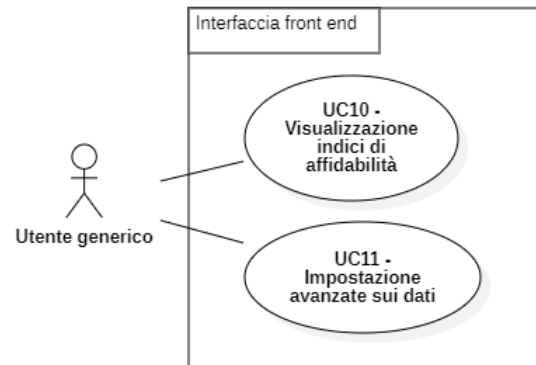 Interfaccia front end
UC10 -
Visualizzazione
indici di
affidabilità
Utente generico
UC11 -
Impostazione
avanzate sui dati